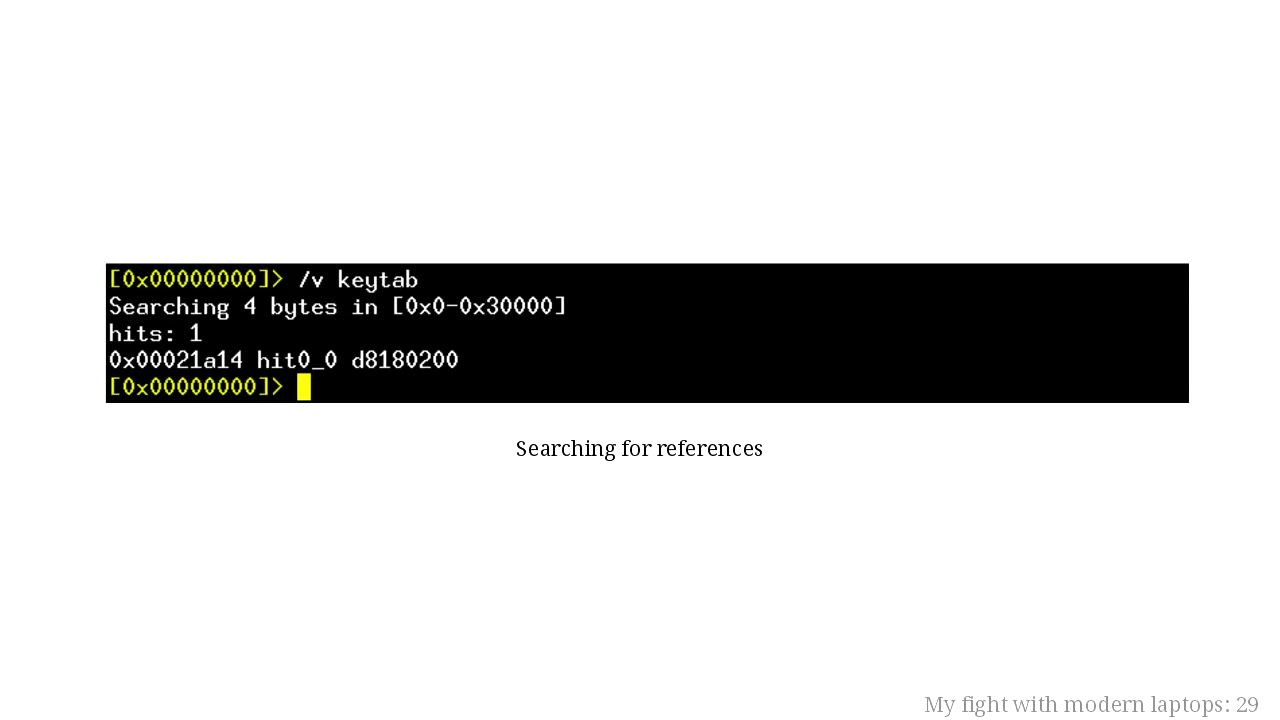 [0x00000000]> /v keytab
Searching 4 bytes in [0x0-0x30000]
hits: 1
0x00021a14 hit0_0 d8180200
[0x00000000]>
Searching for references
My fight with modern laptops: 29